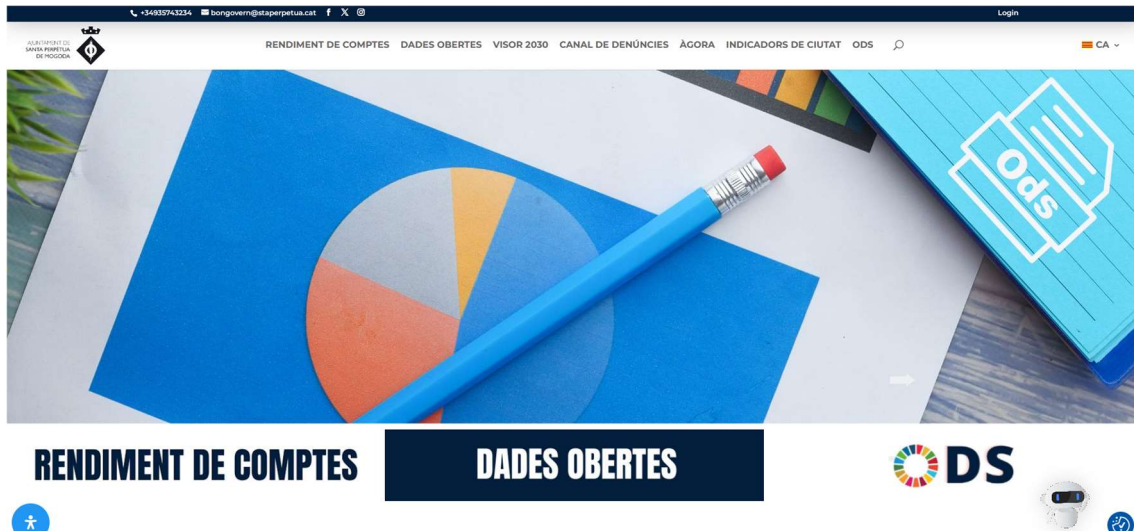 +34935743234 bongovern@staperpetua.cat Login
AJUNTAMENT DE
SANTA PERPÈTUA
DE MOGODA
RENDIMENT DE COMPTES DADES OBERTES VISOR 2030 CANAL DE DENÚNCIES ÀGORA INDICADORS DE CIUTAT ODS CA
Ods
RENDIMENT DE COMPTES DADES OBERTES ODS